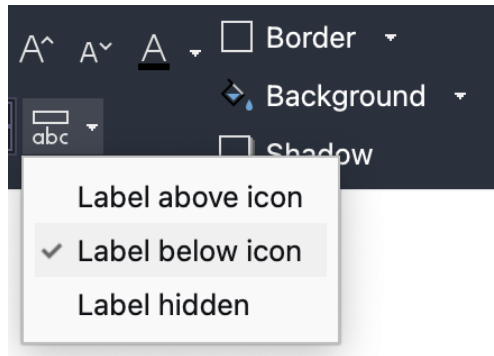 A^ A˅ A
Border
Background
abc
Shadow
Label above icon
Label below icon
Label hidden